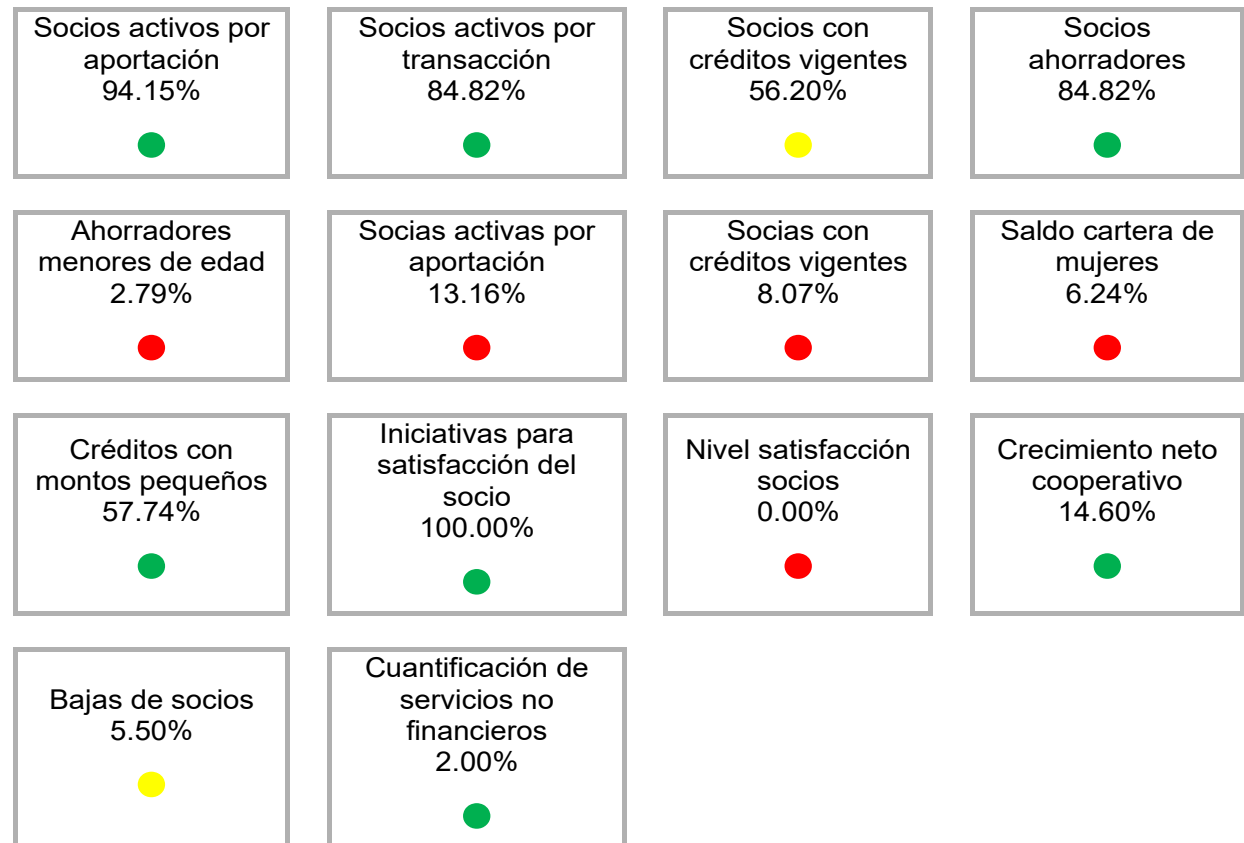 Socios activos por
aportación
94.15%
Socios activos por
transacción
84.82%
Socios con
créditos vigentes
56.20%
Socios
ahorradores
84.82%
Ahorradores
menores de edad
2.79%
Socias activas por
aportación
13.16%
Socias con
créditos vigentes
8.07%
Saldo cartera de
mujeres
6.24%
Créditos con
montos pequeños
57.74%
Iniciativas para
satisfacción del
socio
100.00%
Nivel satisfacción
socios
0.00%
Crecimiento neto
cooperativo
14.60%
Bajas de socios
5.50%
Cuantificación de
servicios no
financieros
2.00%